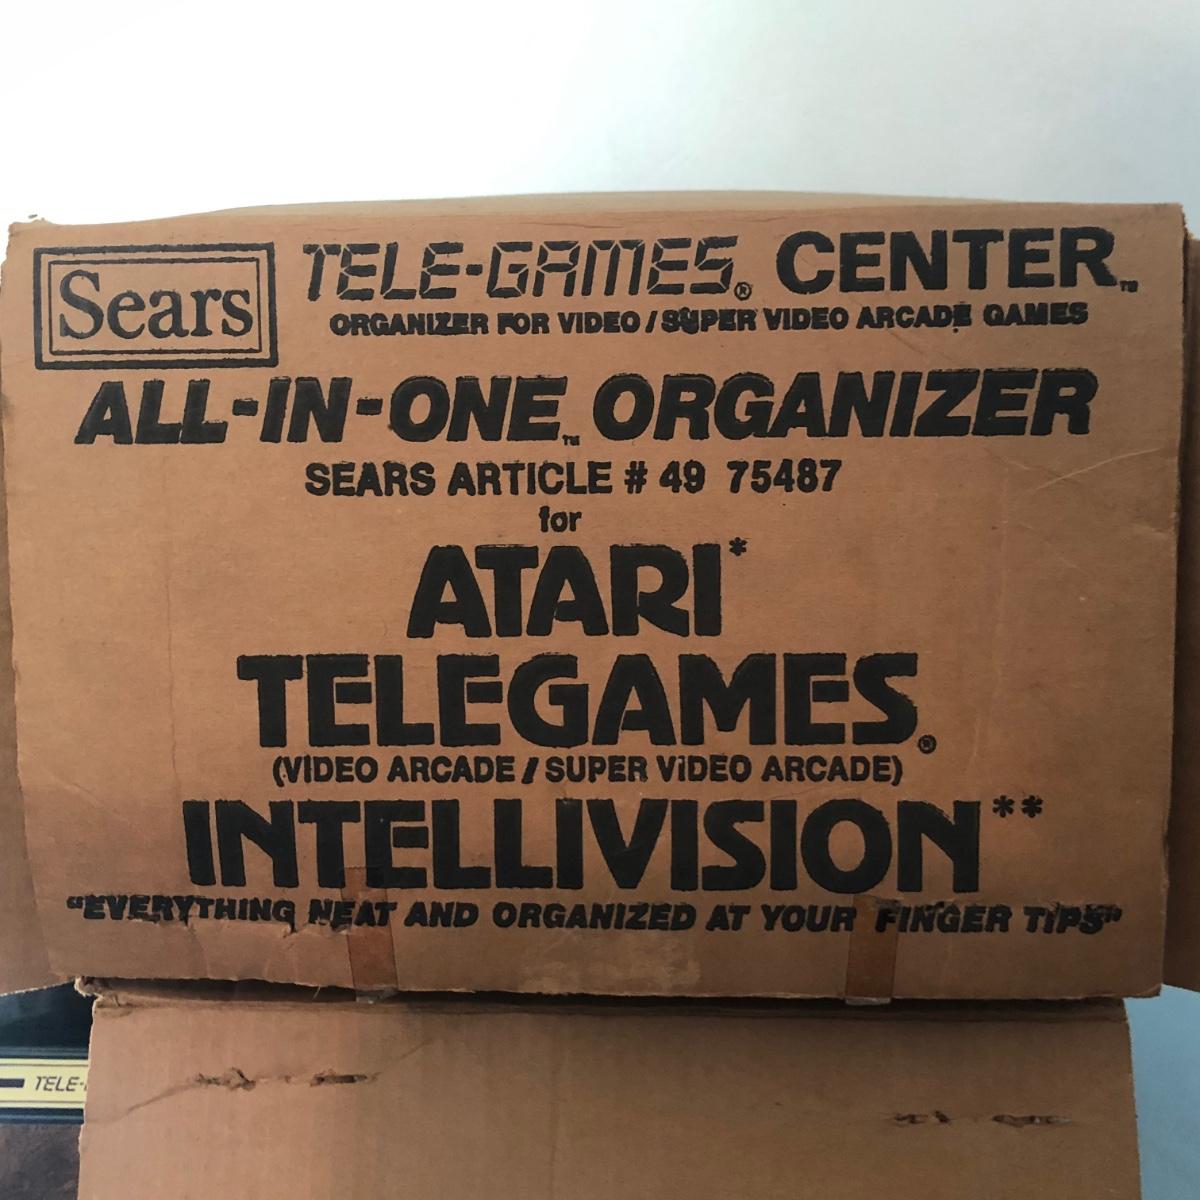 Sears
TELE-GAMES® CENTER™
ORGANIZER FOR VIDEO / SUPER VIDEO ARCADE GAMES
ALL-IN-ONE™ ORGANIZER
SEARS ARTICLE # 49 75487
for
ATARI*
TELEGAMES®
(VIDEO ARCADE / SUPER VIDEO ARCADE)
INTELLIVISION**
"EVERYTHING NEAT AND ORGANIZED AT YOUR FINGER TIPS"
TELE-